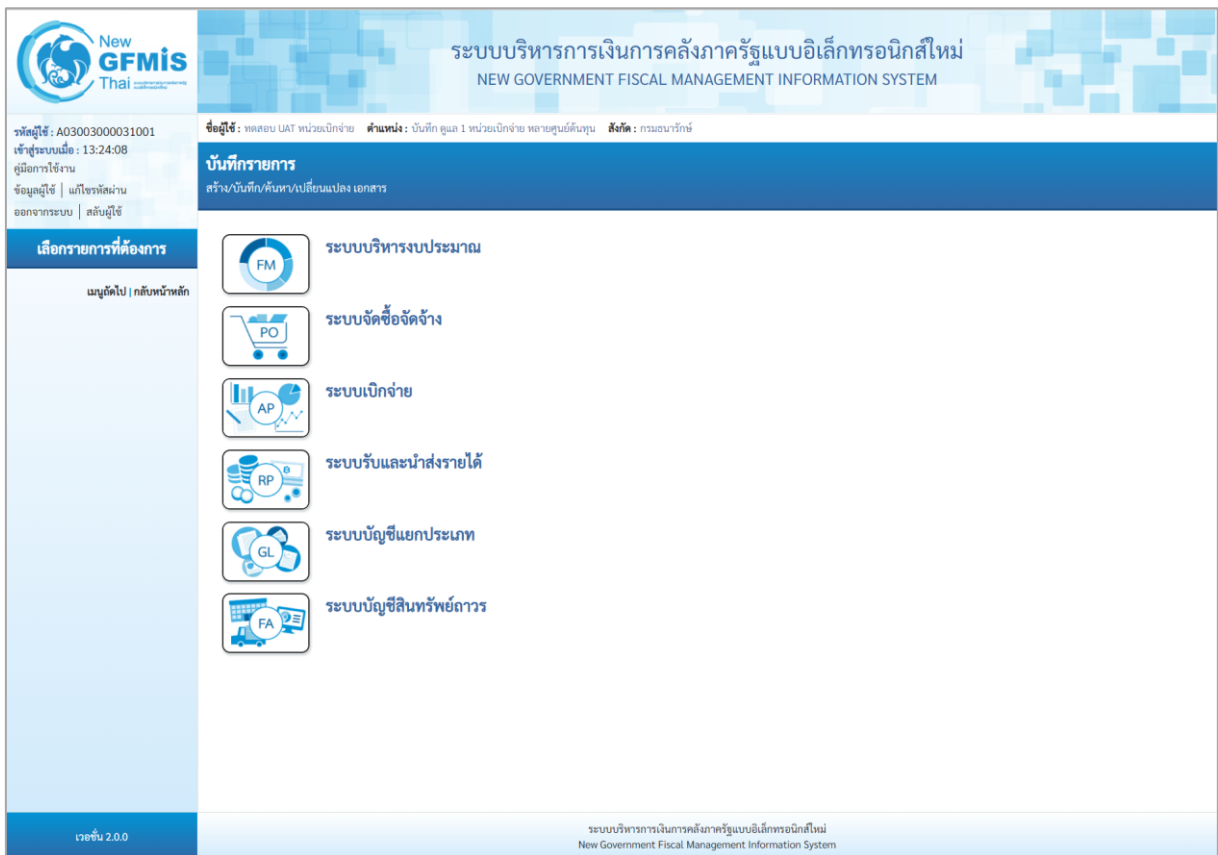 New
GFMiS
Thai
ระบบบริหารการเงินการคลังภาครัฐแบบอิเล็กทรอนิกส์ใหม่
NEW GOVERNMENT FISCAL MANAGEMENT INFORMATION SYSTEM
รหัสผู้ใช้ : A03003000031001
เข้าสู่ระบบเมื่อ : 13:24:08
คู่มือการใช้งาน
ข้อมูลผู้ใช้ | แก้ไขรหัสผ่าน
ออกจากระบบ | สลับผู้ใช้
ชื่อผู้ใช้ : ทดสอบ UAT หน่วยเบิกจ่าย ตำแหน่ง : บันทึก ดูแล 1 หน่วยเบิกจ่าย หลายศูนย์ต้นทุน สังกัด : กรมธนารักษ์
บันทึกรายการ
สร้าง/บันทึก/ค้นหา/เปลี่ยนแปลง เอกสาร
เลือกรายการที่ต้องการ
เมนูถัดไป | กลับหน้าหลัก
FM ระบบบริหารงบประมาณ
PO ระบบจัดซื้อจัดจ้าง
AP ระบบเบิกจ่าย
RP ระบบรับและนำส่งรายได้
GL ระบบบัญชีแยกประเภท
FA ระบบบัญชีสินทรัพย์ถาวร
เวอชั่น 2.0.0
ระบบบริหารการเงินการคลังภาครัฐแบบอิเล็กทรอนิกส์ใหม่
New Government Fiscal Management Information System